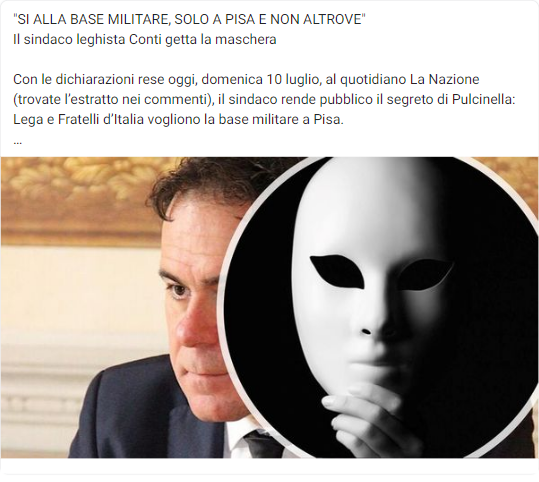 "SI ALLA BASE MILITARE, SOLO A PISA E NON ALTROVE"
Il sindaco leghista Conti getta la maschera
Con le dichiarazioni rese oggi, domenica 10 luglio, al quotidiano La Nazione
(trovate l'estratto nei commenti), il sindaco rende pubblico il segreto di Pulcinella:
Lega e Fratelli d'Italia vogliono la base militare a Pisa.
...